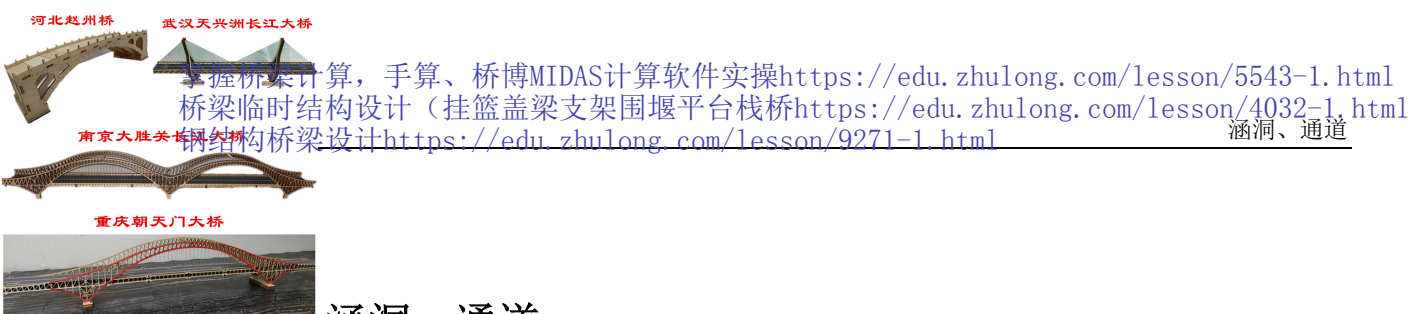 河北赵州桥
武汉天兴洲长江大桥
掌握桥梁计算，手算、桥博MIDAS计算软件实操https://edu.zhulong.com/lesson/5543-1.html
桥梁临时结构设计（挂篮盖梁支架围堰平台栈桥https://edu.zhulong.com/lesson/4032-1.html
南京大胜关长江大桥
钢结构桥梁设计https://edu.zhulong.com/lesson/9271-1.html
涵洞、通道
重庆朝天门大桥
涵洞、通道